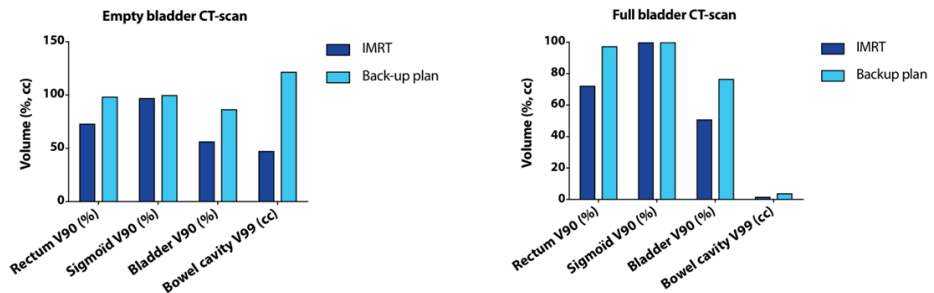 Empty bladder CT-scan
150
100
50
0
Volume (%, cc)
Rectum V90 (%)
Sigmoïd V90 (%)
Bladder V90 (%)
Bowel cavity V99 (cc)
IMRT
Back-up plan
Full bladder CT-scan
100
80
60
40
20
0
Volume (%)
Rectum V90 (%)
Sigmoïd V90 (%)
Bladder V90 (%)
Bowel cavity V99 (cc)
IMRT
Backup plan